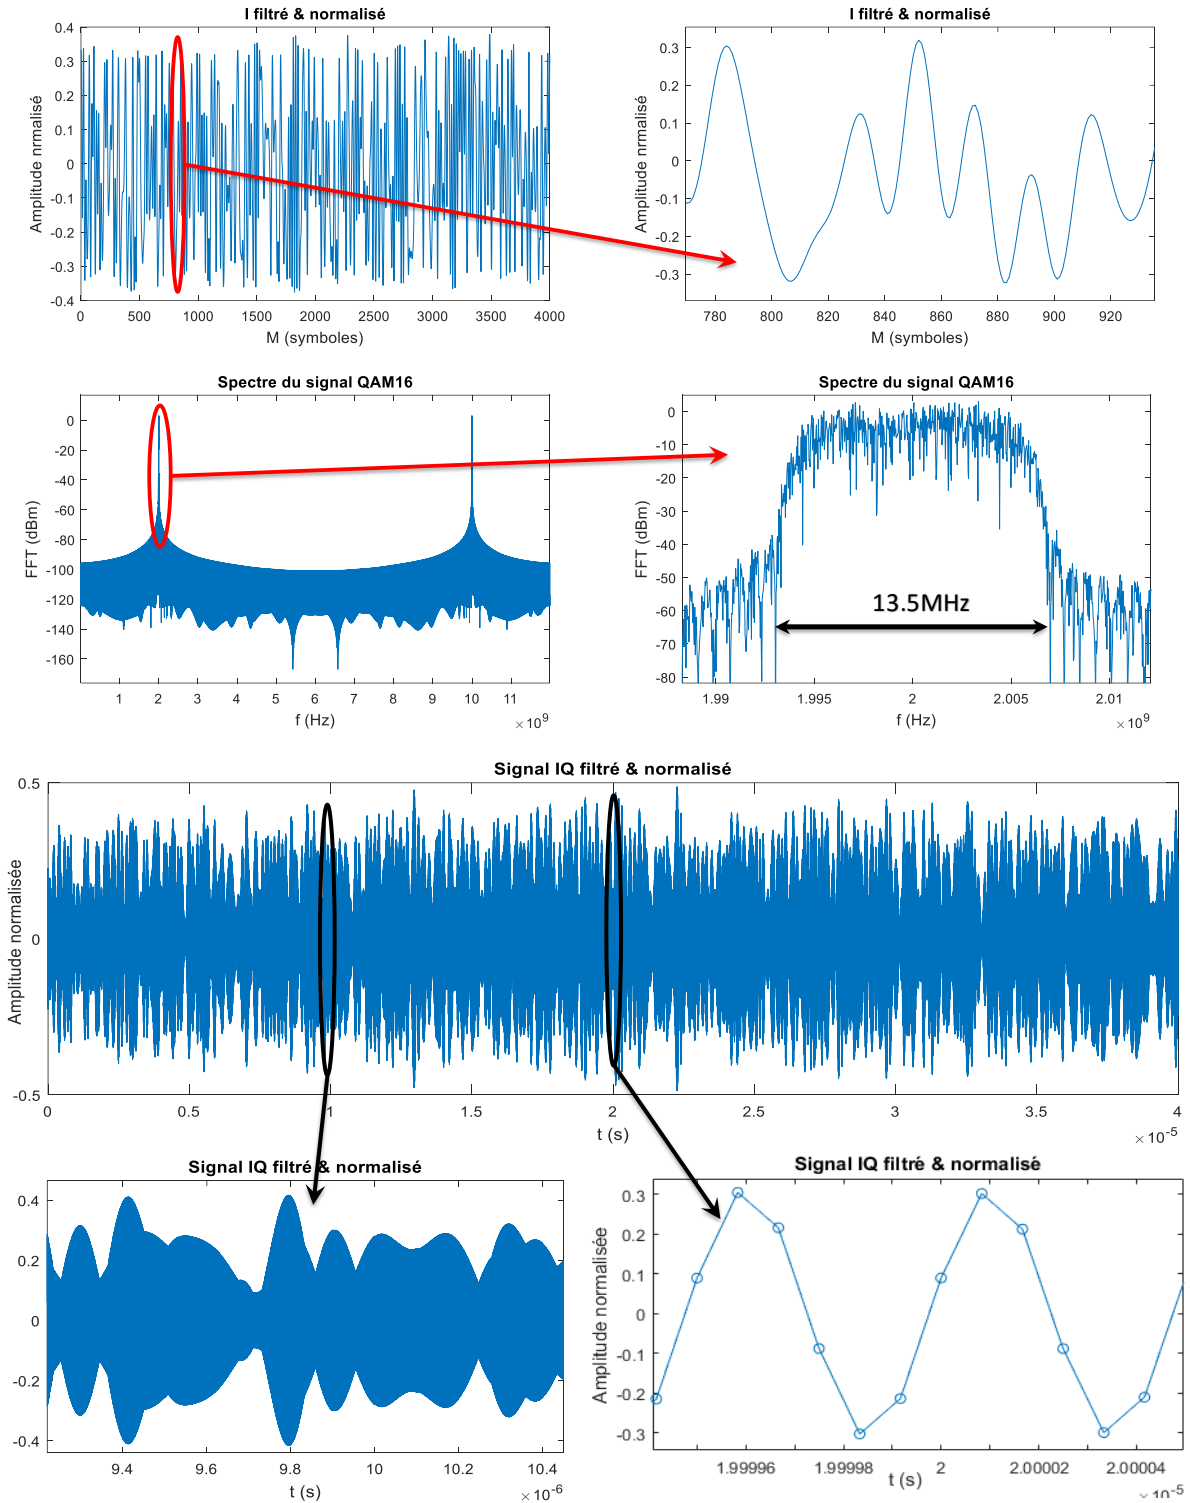 I filtré & normalisé
0.4
0.3
0.2
0.1
0
-0.1
-0.2
-0.3
-0.4
Amplitude nrmalisé
0 500 1000 1500 2000 2500 3000 3500 4000
M (symboles)
I filtré & normalisé
0.3
0.2
0.1
0
-0.1
-0.2
-0.3
Amplitude normalisé
780 800 820 840 860 880 900 920
M (symboles)
Spectre du signal QAM16
0
-20
-40
-60
-80
-100
-120
-140
-160
FFT (dBm)
1 2 3 4 5 6 7 8 9 10 11
f (Hz)
×10⁹
Spectre du signal QAM16
0
-10
-20
-30
-40
-50
-60
-70
-80
FFT (dBm)
13.5MHz
1.99 1.995 2 2.005 2.01
f (Hz)
×10⁹
Signal IQ filtré & normalisé
0.5
0
-0.5
Amplitude normalisée
0 0.5 1 1.5 2 2.5 3 3.5 4
t (s)
×10⁻⁵
Signal IQ filtré & normalisé
0.4
0.2
0
-0.2
-0.4
9.4 9.6 9.8 10 10.2 10.4
t (s)
×10⁻⁶
Signal IQ filtré & normalisé
0.3
0.2
0.1
0
-0.1
-0.2
-0.3
Amplitude normalisée
1.99996 1.99998 2 2.00002 2.00004
t (s)
×10⁻⁵